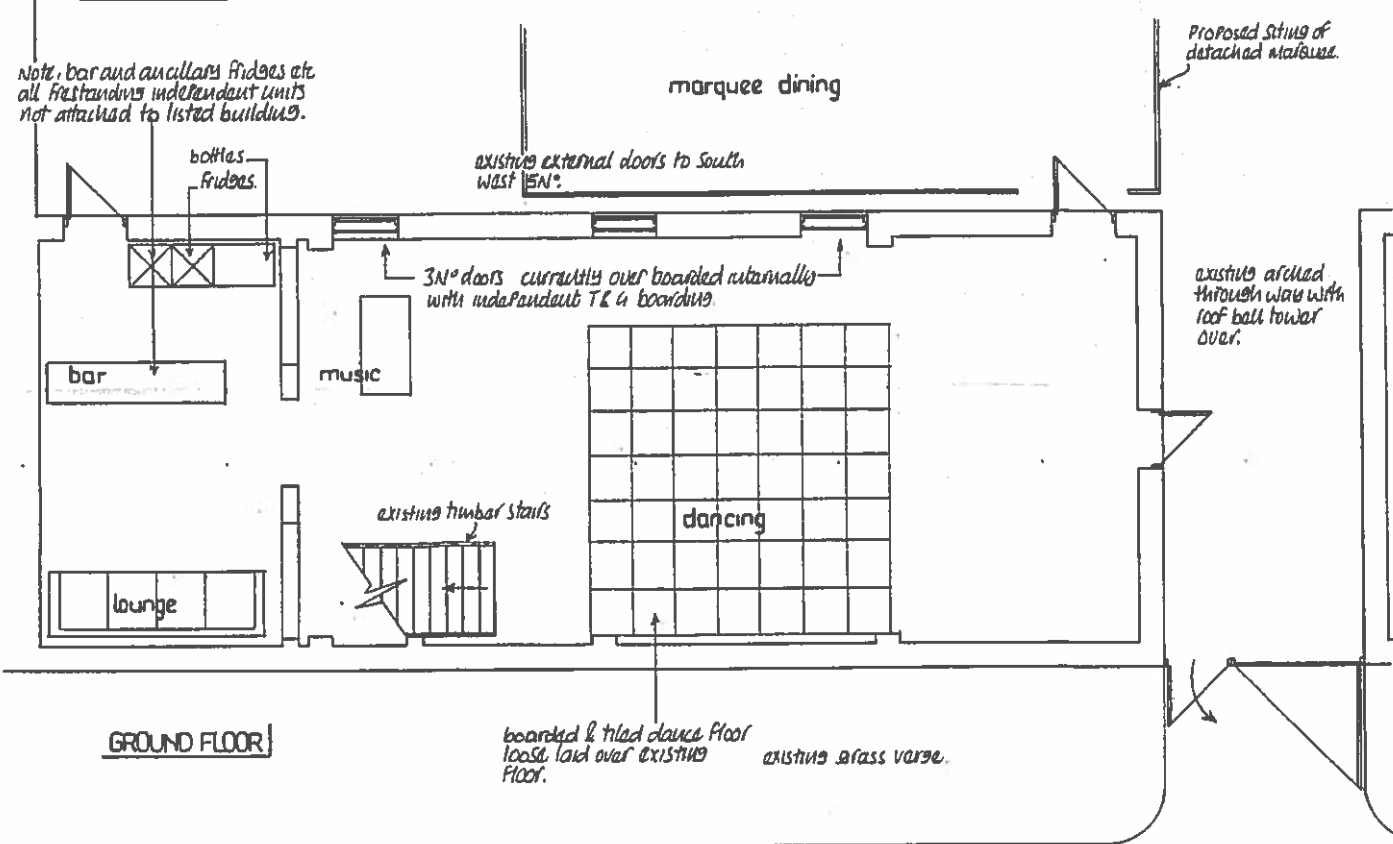 Proposed siting of
detached marquee.
marquee dining
Note, bar and ancillary fridges etc
all freestanding independent units
not attached to listed building.
bottles
fridges.
existing external doors to South
west 5Nº.
3Nº doors currently over boarded internally
with independent T & G boarding.
existing arched
through way with
roof bell tower
over.
bar
music
existing timber stairs
dancing
lounge
GROUND FLOOR
boarded & tiled dance floor
loose laid over existing
floor.
existing grass verge.